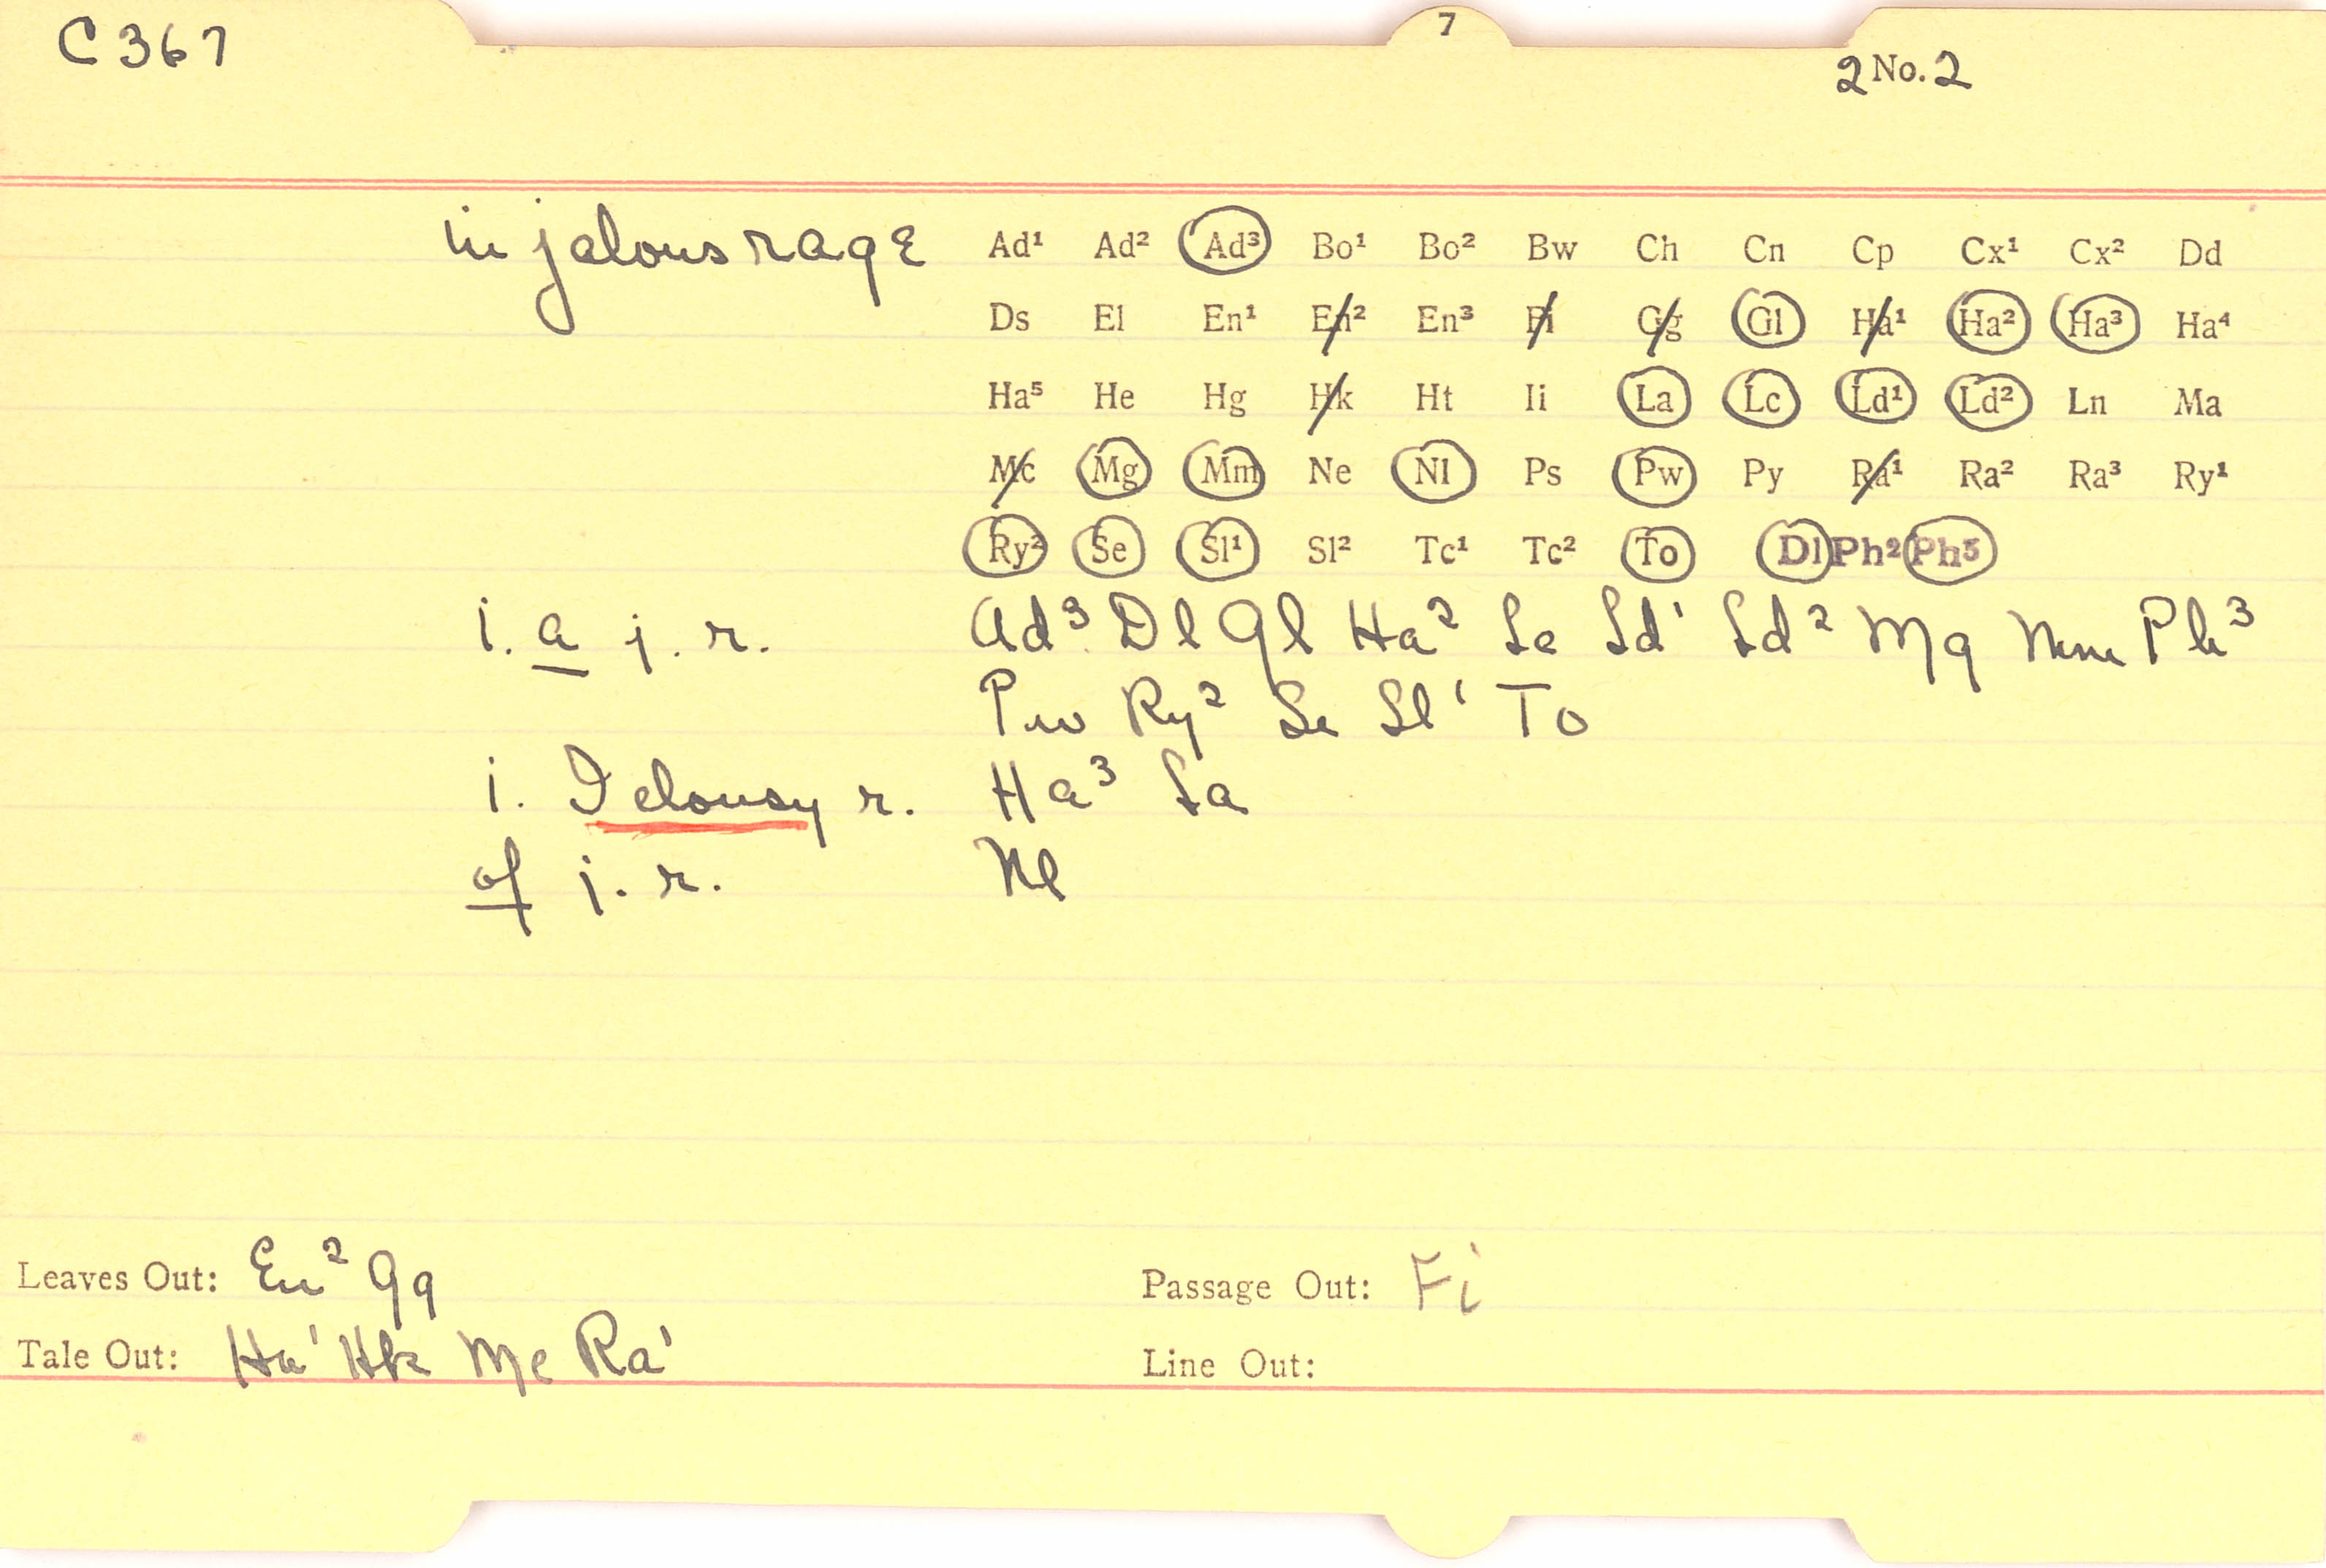 C 367
7
2 No. 2
in jalous rage Ad¹ Ad² Ad³ Bo¹ Bo² Bw Ch Cn Cp Cx¹ Cx² Dd
Ds El En¹ En² En³ Fi Gg Gl Ha¹ Ha² Ha³ Ha⁴
Ha⁵ He Hg Hk Ht Ii La Lc Ld¹ Ld² Ln Ma
Mc Mg Mm Ne Nl Ps Pw Py Ra¹ Ra² Ra³ Ry¹
Ry² Se Sl¹ Sl² Tc¹ Tc² To Dl Ph2 Ph3
i. a j. r. Ad³ Dl Gl Ha² Lc Ld¹ Ld² Mg Mm Ph³
Pw Ry² Se Sl¹ To
i. Ielousy r. Ha³ La
of j. r. Nl
Leaves Out: En² Gg
Passage Out: Fi
Tale Out: Ha¹ Hk Mc Ra¹
Line Out: